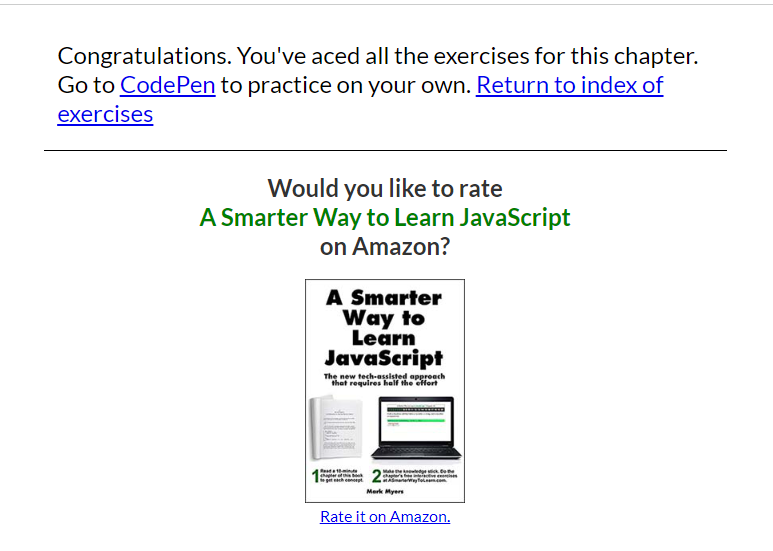 Congratulations. You've aced all the exercises for this chapter.
Go to CodePen to practice on your own. Return to index of
exercises
Would you like to rate
A Smarter Way to Learn JavaScript
on Amazon?
A Smarter
Way to
Learn
JavaScript
The new tech-assisted approach
that requires half the effort
1 Read a 10-minute
chapter of this book
to get each concept.
2 Make the knowledge stick. Do the
chapter's free interactive exercises
at ASmarterWayToLearn.com.
Mark Myers
Rate it on Amazon.